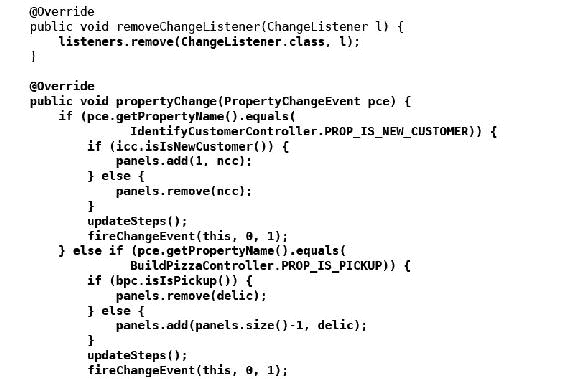 @Override
public void removeChangeListener(ChangeListener l) {
    listeners.remove(ChangeListener.class, l);
}

@Override
public void propertyChange(PropertyChangeEvent pce) {
    if (pce.getPropertyName().equals(
              IdentifyCustomerController.PROP_IS_NEW_CUSTOMER)) {
        if (icc.isIsNewCustomer()) {
            panels.add(1, ncc);
        } else {
            panels.remove(ncc);
        }
        updateSteps();
        fireChangeEvent(this, 0, 1);
    } else if (pce.getPropertyName().equals(
              BuildPizzaController.PROP_IS_PICKUP)) {
        if (bpc.isIsPickup()) {
            panels.remove(delic);
        } else {
            panels.add(panels.size()-1, delic);
        }
        updateSteps();
        fireChangeEvent(this, 0, 1);